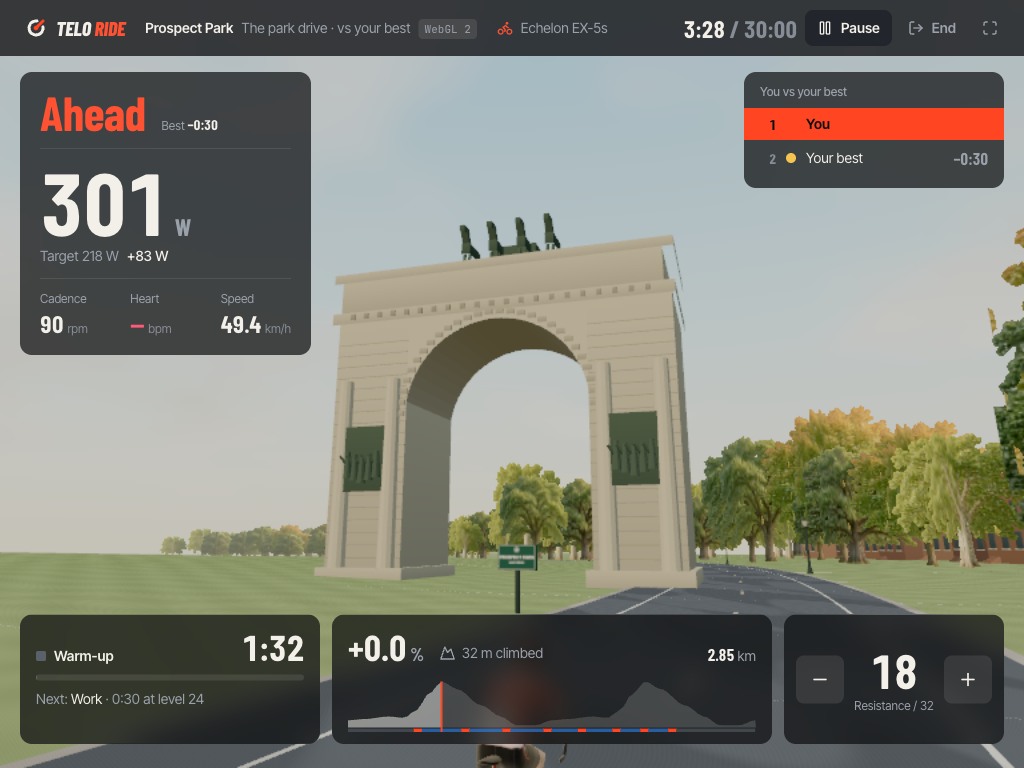 TELO RIDE
Prospect Park The park drive · vs your best WebGL 2 Echelon EX-5s 3:28 / 30:00 Pause End
Ahead Best −0:30
301 W
Target 218 W +83 W
Cadence Heart Speed
90 rpm – bpm 49.4 km/h
You vs your best
1 You
2 Your best −0:30
Warm-up 1:32
Next: Work · 0:30 at level 24
+0.0 % 32 m climbed 2.85 km
− 18 +
Resistance / 32